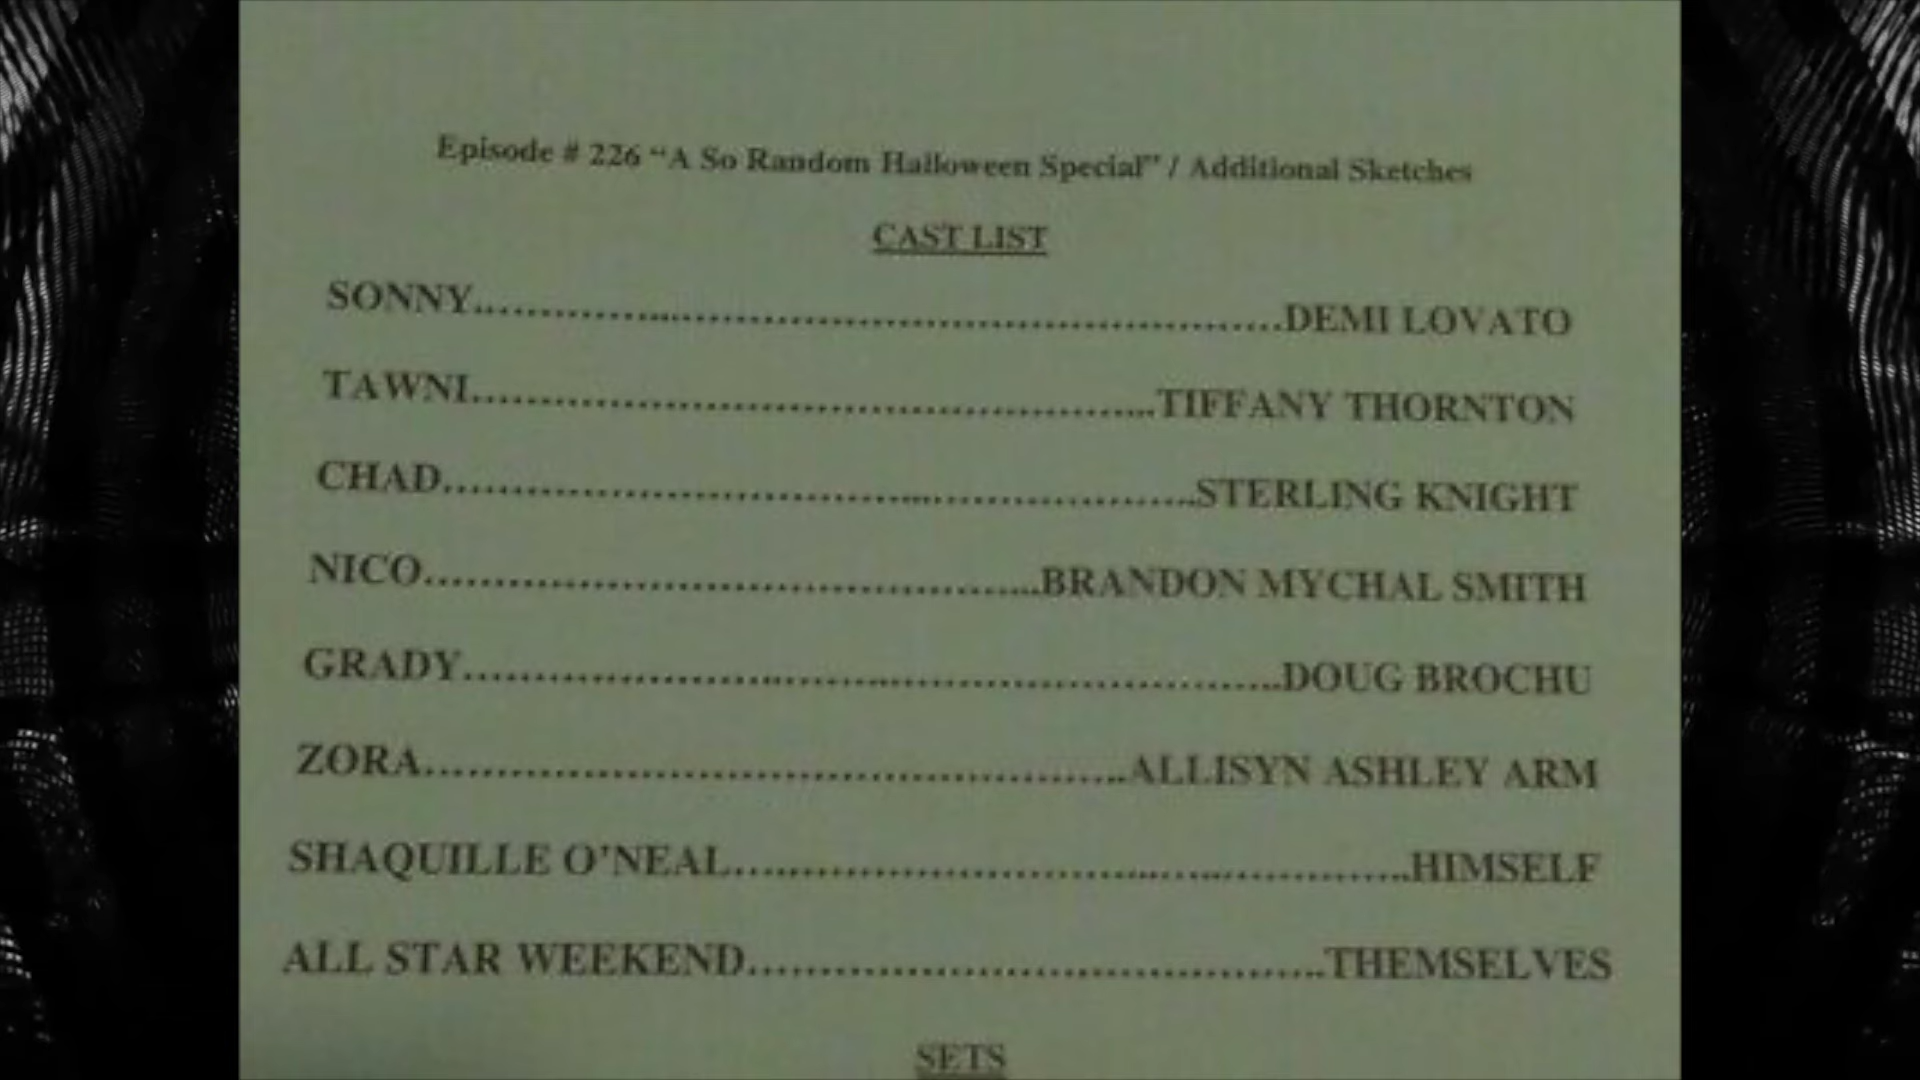 Episode # 226 “A So Random Halloween Special” / Additional Sketches
CAST LIST
SONNY....................................................DEMI LOVATO
TAWNI....................................................TIFFANY THORNTON
CHAD....................................................STERLING KNIGHT
NICO....................................................BRANDON MYCHAL SMITH
GRADY....................................................DOUG BROCHU
ZORA....................................................ALLISYN ASHLEY ARM
SHAQUILLE O’NEAL....................................................HIMSELF
ALL STAR WEEKEND....................................................THEMSELVES
SETS